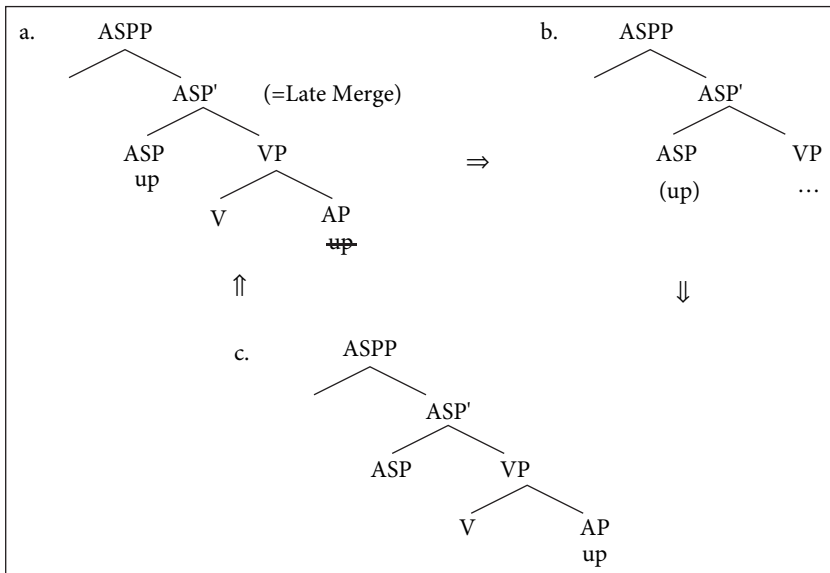 a. ASPP
ASP' (=Late Merge)
ASP VP
up
V AP
up
⇒
b. ASPP
ASP'
ASP VP
(up) …
⇑ ⇓
c. ASPP
ASP'
ASP VP
V AP
up